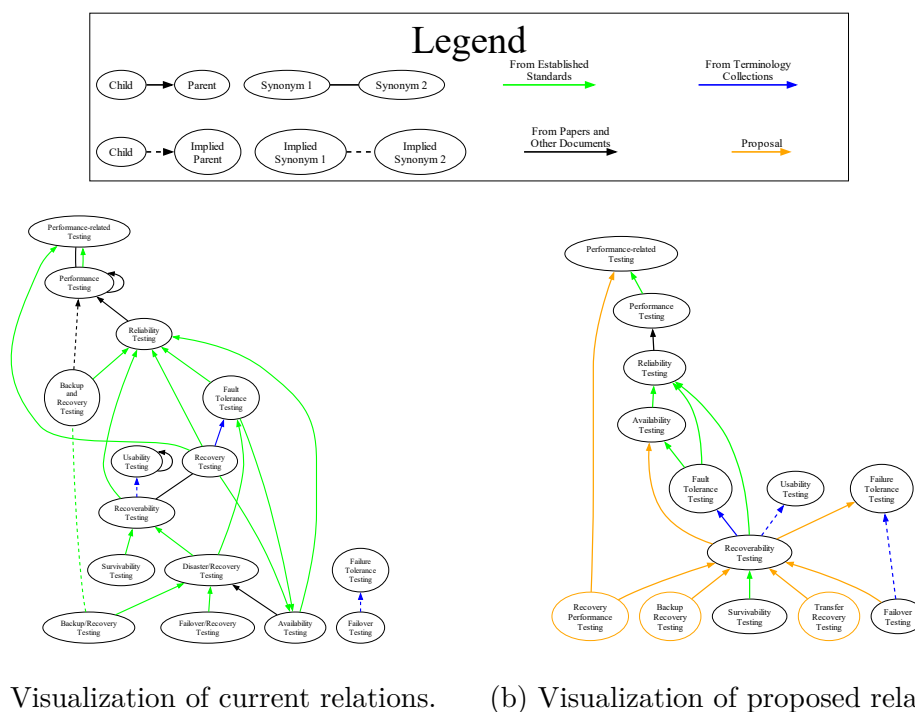 Legend
From Established
Standards
From Terminology
Collections
Child
Parent
Synonym 1
Synonym 2
From Papers and
Other Documents
Proposal
Child
Implied
Parent
Implied
Synonym 1
Implied
Synonym 2
Performance-related
Testing
Performance
Testing
Reliability
Testing
Backup
and
Recovery
Testing
Fault
Tolerance
Testing
Usability
Testing
Recovery
Testing
Recoverability
Testing
Survivability
Testing
Disaster/Recovery
Testing
Failure
Tolerance
Testing
Backup/Recovery
Testing
Failover/Recovery
Testing
Availability
Testing
Failover
Testing
Performance-related
Testing
Performance
Testing
Reliability
Testing
Availability
Testing
Fault
Tolerance
Testing
Usability
Testing
Failure
Tolerance
Testing
Recoverability
Testing
Recovery
Performance
Testing
Backup
Recovery
Testing
Survivability
Testing
Transfer
Recovery
Testing
Failover
Testing
Visualization of current relations.
(b) Visualization of proposed rela